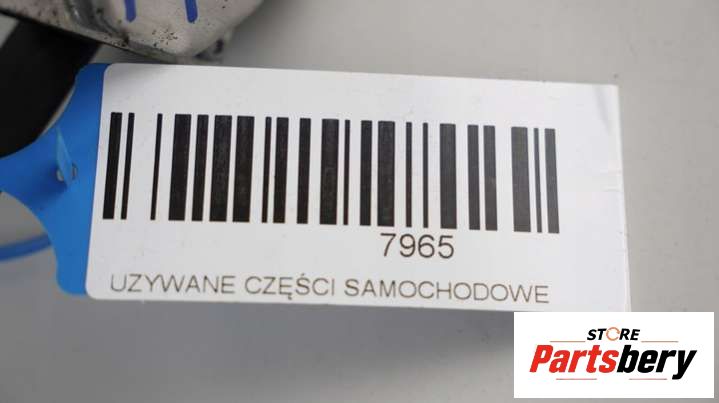 7965
UZYWANE CZĘŚCI SAMOCHODOWE
STORE
Partsbery